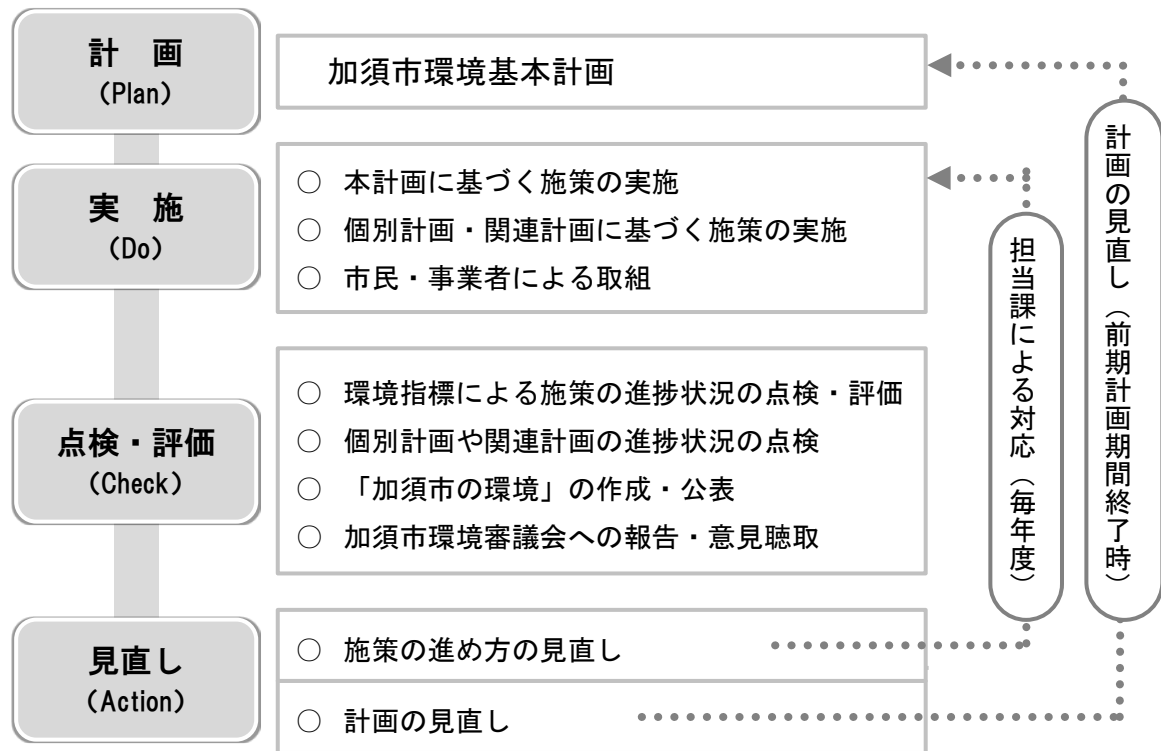 計　画
（Plan）
加須市環境基本計画
実　施
（Do）
○ 本計画に基づく施策の実施
○ 個別計画・関連計画に基づく施策の実施
○ 市民・事業者による取組
点検・評価
（Check）
○ 環境指標による施策の進捗状況の点検・評価
○ 個別計画や関連計画の進捗状況の点検
○ 「加須市の環境」の作成・公表
○ 加須市環境審議会への報告・意見聴取
見直し
（Action）
○ 施策の進め方の見直し
○ 計画の見直し
担当課による対応（毎年度）
計画の見直し（前期計画期間終了時）